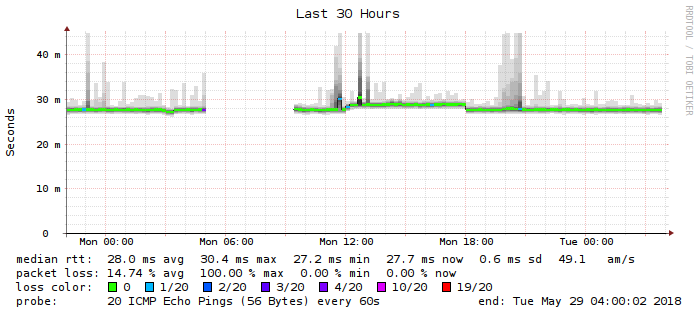 Last 30 Hours
RRDTOOL / TOBI OETIKER
Seconds
40 m
30 m
20 m
10 m
0
Mon 00:00 Mon 06:00 Mon 12:00 Mon 18:00 Tue 00:00
median rtt: 28.0 ms avg 30.4 ms max 27.2 ms min 27.7 ms now 0.6 ms sd 49.1 am/s
packet loss: 14.74 % avg 100.00 % max 0.00 % min 0.00 % now
loss color: 0 1/20 2/20 3/20 4/20 10/20 19/20
probe: 20 ICMP Echo Pings (56 Bytes) every 60s end: Tue May 29 04:00:02 2018